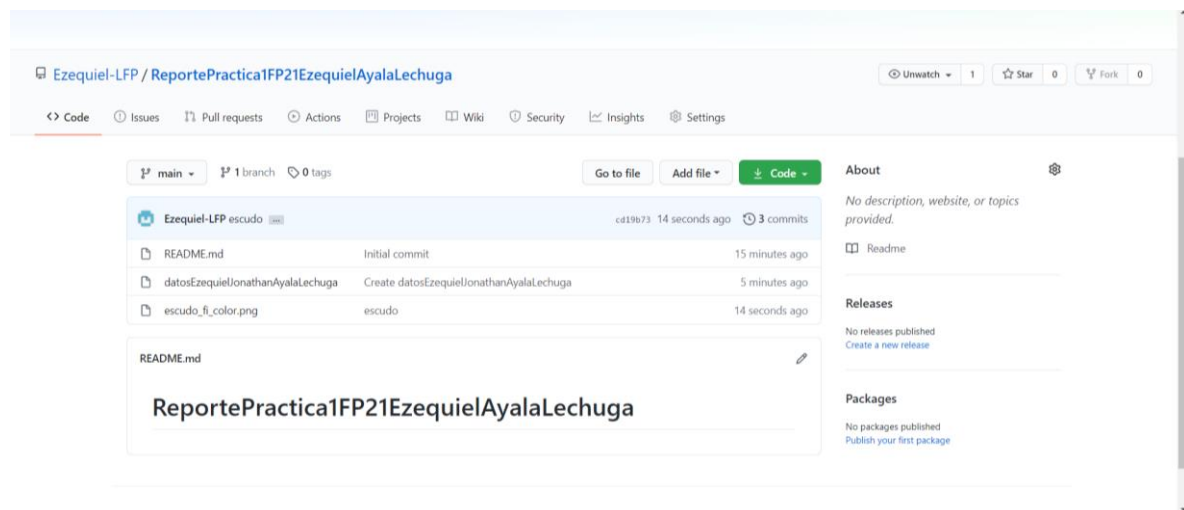 Ezequiel-LFP / ReportePractica1FP21EzequielAyalaLechuga
Unwatch 1 Star 0 Fork 0
Code Issues Pull requests Actions Projects Wiki Security Insights Settings
main 1 branch 0 tags Go to file Add file Code
Ezequiel-LFP escudo ... cd19b73 14 seconds ago 3 commits
README.md Initial commit 15 minutes ago
datosEzequielJonathanAyalaLechuga Create datosEzequielJonathanAyalaLechuga 5 minutes ago
escudo_fi_color.png escudo 14 seconds ago
README.md
ReportePractica1FP21EzequielAyalaLechuga
About
No description, website, or topics
provided.
Readme
Releases
No releases published
Create a new release
Packages
No packages published
Publish your first package